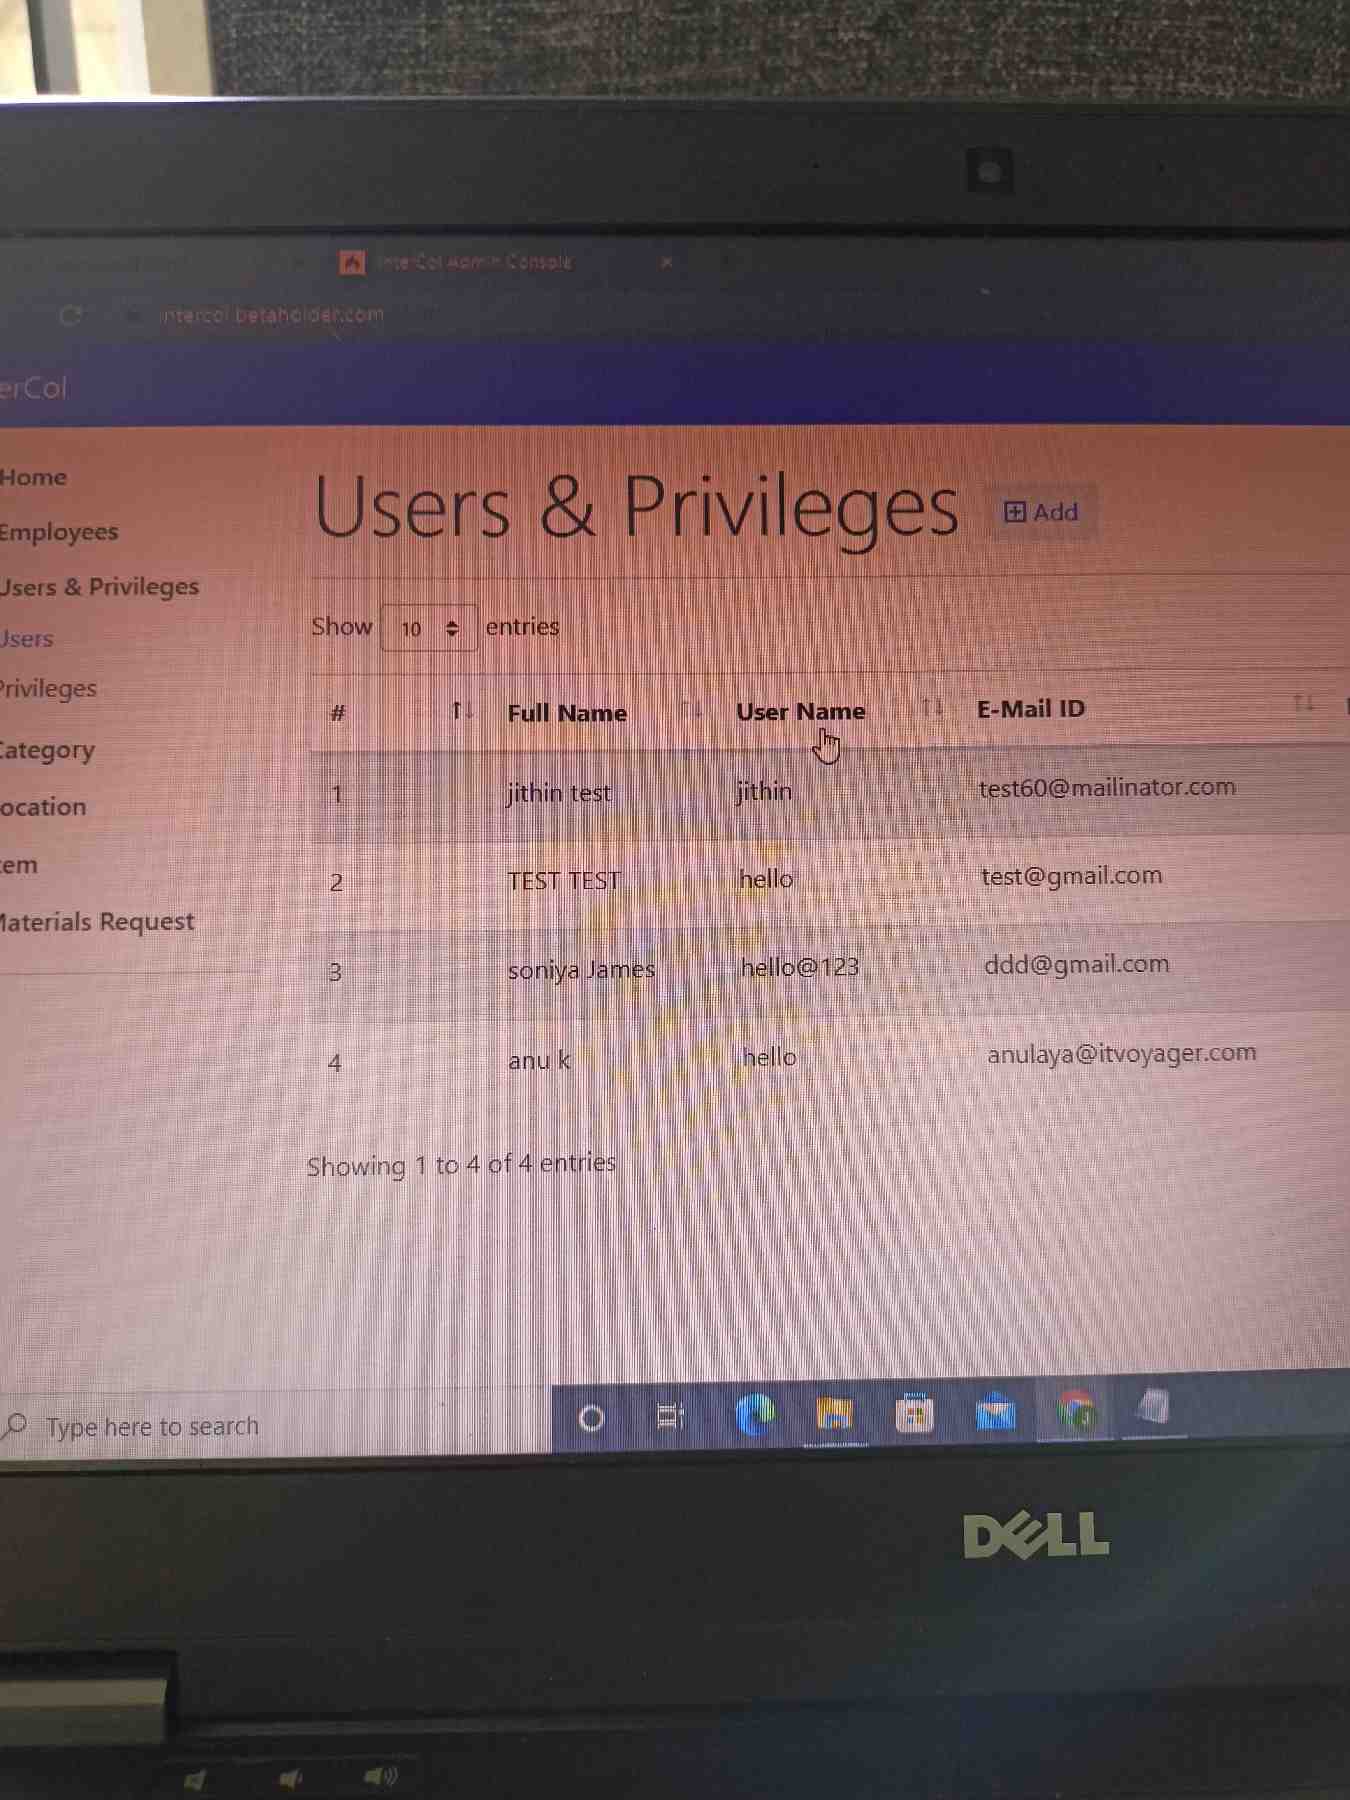 InterCol Admin Console
ntercol.betaholder.com
erCol
Home
Employees
Users & Privileges
Users
Privileges
Category
ocation
tem
Materials Request
Users & Privileges
Add
Show 10 entries
# Full Name User Name E-Mail ID
1 jithin test jithin test60@mailinator.com
2 TEST TEST hello test@gmail.com
3 soniya James hello@123 ddd@gmail.com
4 anu k hello anulaya@itvoyager.com
Showing 1 to 4 of 4 entries
Type here to search
J
DELL